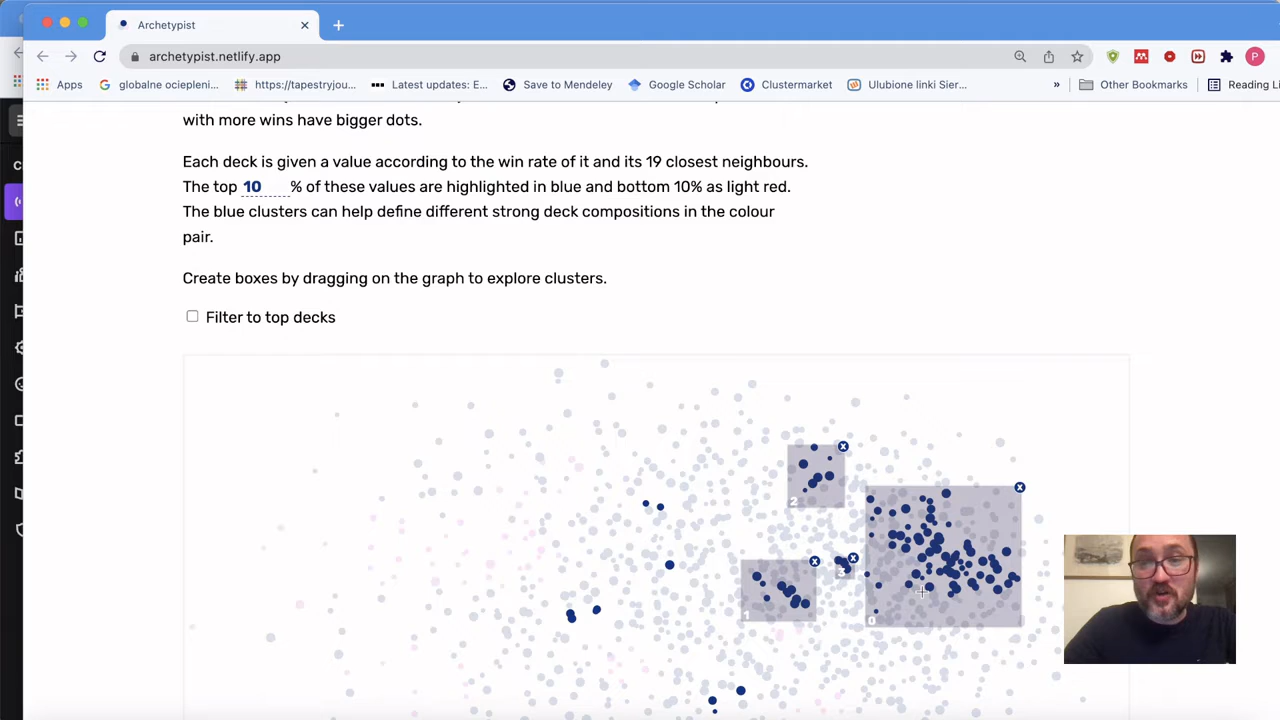 Archetypist
archetypist.netlify.app
P
Apps
globalne ociepleni...
https://tapestryjou...
Latest updates: E...
Save to Mendeley
Google Scholar
Clustermarket
Ulubione linki Sier...
»
Other Bookmarks
Reading Li
with more wins have bigger dots.
Each deck is given a value according to the win rate of it and its 19 closest neighbours.
The top 10 % of these values are highlighted in blue and bottom 10% as light red.
The blue clusters can help define different strong deck compositions in the colour
pair.
Create boxes by dragging on the graph to explore clusters.
Filter to top decks
2
1
0